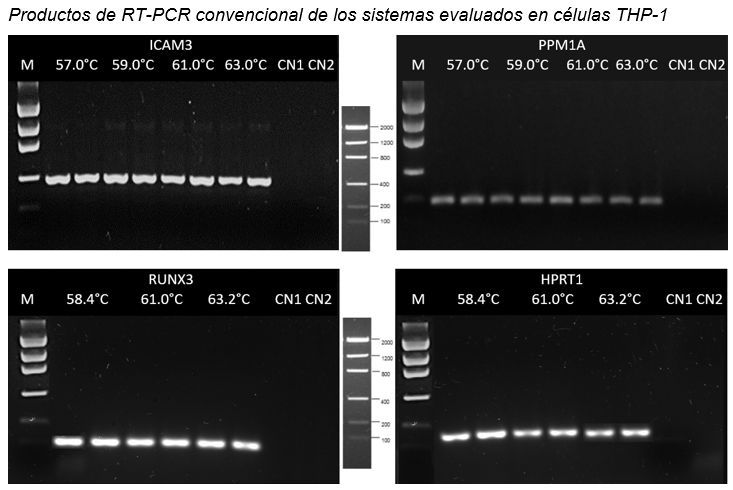 Productos de RT-PCR convencional de los sistemas evaluados en células THP-1
ICAM3
M 57.0°C 59.0°C 61.0°C 63.0°C CN1 CN2
2000
1200
800
400
200
100
PPM1A
M 57.0°C 59.0°C 61.0°C 63.0°C CN1 CN2
RUNX3
M 58.4°C 61.0°C 63.2°C CN1 CN2
2000
1200
800
400
200
100
HPRT1
M 58.4°C 61.0°C 63.2°C CN1 CN2